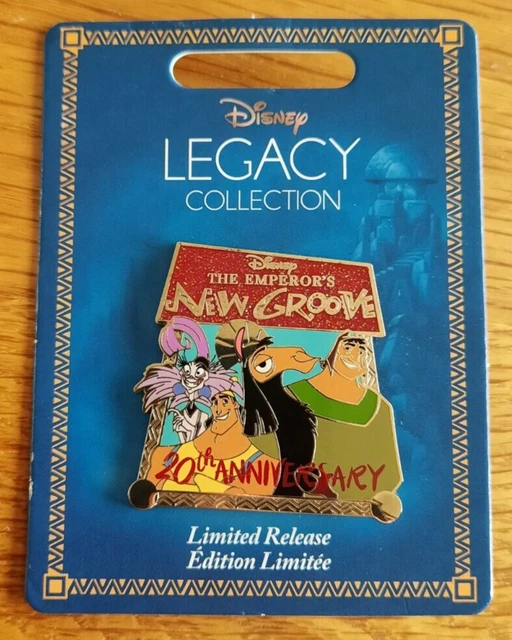 Disney
LEGACY
COLLECTION
Disney
THE EMPEROR'S
NEW GROOVE
20th ANNIVERSARY
Limited Release
Édition Limitée